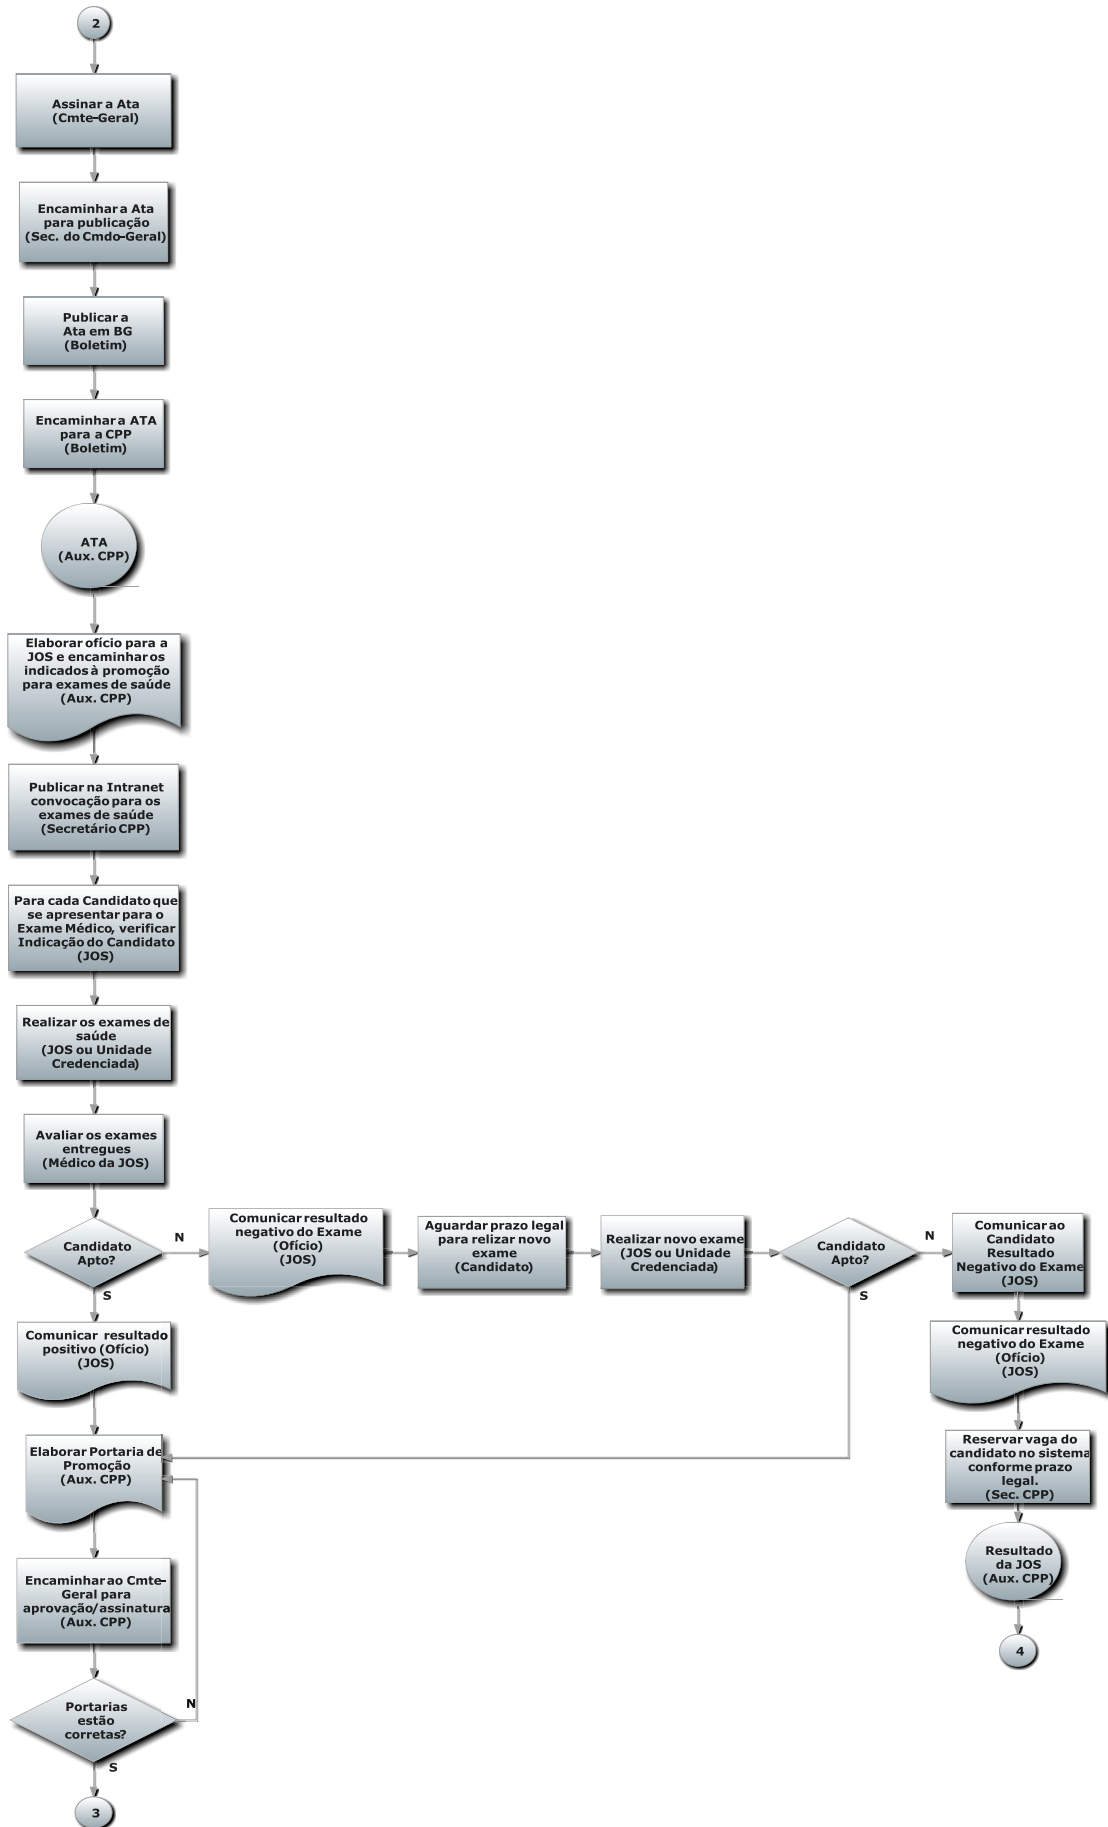 2
Assinar a Ata
(Cmte-Geral)
Encaminhar a Ata
para publicação
(Sec. do Cmdo-Geral)
Publicar a
Ata em BG
(Boletim)
Encaminhar a ATA
para a CPP
(Boletim)
ATA
(Aux. CPP)
Elaborar ofício para a
JOS e encaminhar os
indicados à promoção
para exames de saúde
(Aux. CPP)
Publicar na Intranet
convocação para os
exames de saúde
(Secretário CPP)
Para cada Candidato que
se apresentar para o
Exame Médico, verificar
Indicação do Candidato
(JOS)
Realizar os exames de
saúde
(JOS ou Unidade
Credenciada)
Avaliar os exames
entregues
(Médico da JOS)
Candidato
Apto?
N
S
Comunicar resultado
negativo do Exame
(Ofício)
(JOS)
Aguardar prazo legal
para relizar novo
exame
(Candidato)
Realizar novo exame
(JOS ou Unidade
Credenciada)
Candidato
Apto?
N
S
Comunicar ao
Candidato
Resultado
Negativo do Exame
(JOS)
Comunicar resultado
negativo do Exame
(Ofício)
(JOS)
Reservar vaga do
candidato no sistema
conforme prazo
legal.
(Sec. CPP)
Resultado
da JOS
(Aux. CPP)
4
Comunicar resultado
positivo (Ofício)
(JOS)
Elaborar Portaria de
Promoção
(Aux. CPP)
Encaminhar ao Cmte-
Geral para
aprovação/assinatura
(Aux. CPP)
Portarias
estão
corretas?
N
S
3